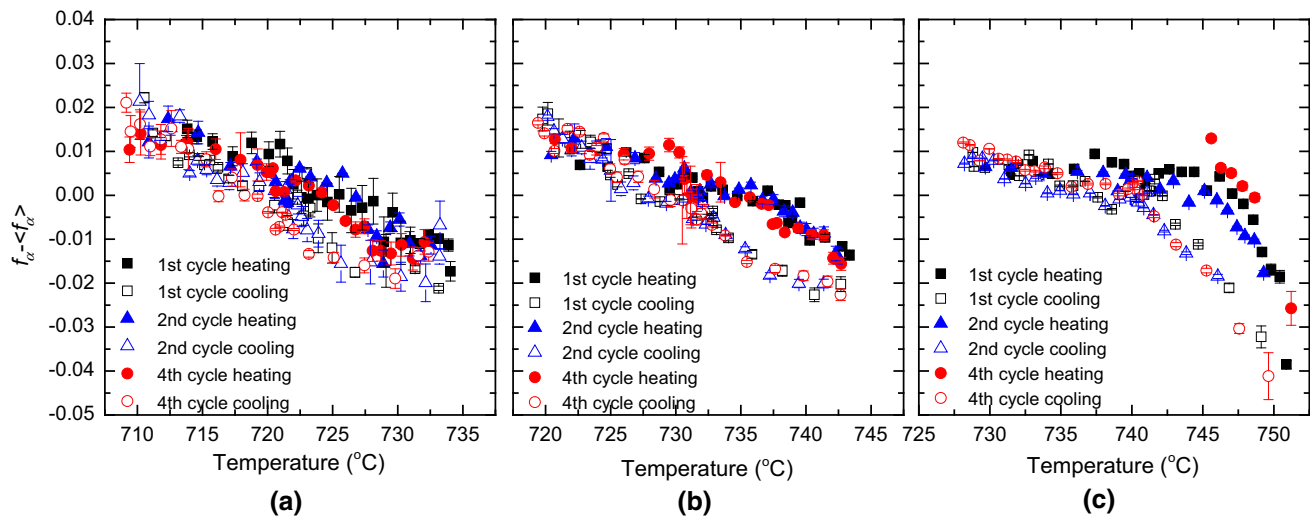 0.04
0.03
0.02
0.01
0.00
-0.01
-0.02
-0.03
-0.04
-0.05
fα-<fα>
1st cycle heating
1st cycle cooling
2nd cycle heating
2nd cycle cooling
4th cycle heating
4th cycle cooling
710 715 720 725 730 735
Temperature (°C)
(a)
1st cycle heating
1st cycle cooling
2nd cycle heating
2nd cycle cooling
4th cycle heating
4th cycle cooling
720 725 730 735 740 745
Temperature (°C)
(b)
1st cycle heating
1st cycle cooling
2nd cycle heating
2nd cycle cooling
4th cycle heating
4th cycle cooling
725 730 735 740 745 750
Temperature (°C)
(c)